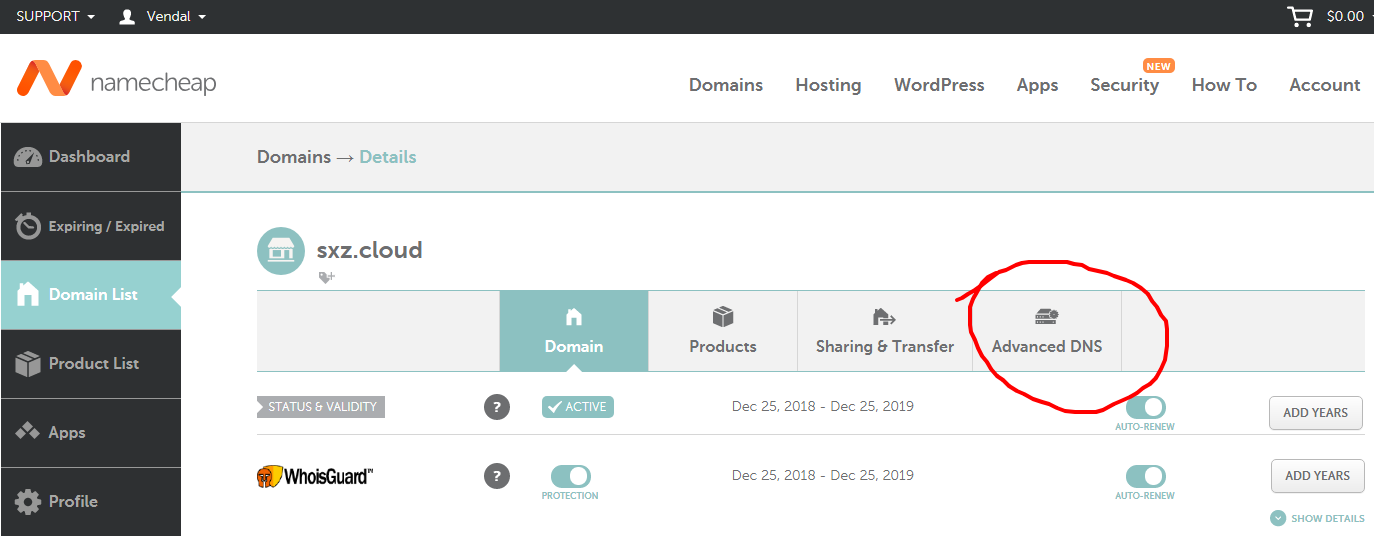 SUPPORT Vendal $0.00
namecheap
Domains Hosting WordPress Apps Security NEW How To Account
Dashboard
Expiring / Expired
Domain List
Product List
Apps
Profile
Domains → Details
sxz.cloud
Domain Products Sharing & Transfer Advanced DNS
STATUS & VALIDITY ? ACTIVE Dec 25, 2018 - Dec 25, 2019 AUTO-RENEW ADD YEARS
WhoisGuard™ ? PROTECTION Dec 25, 2018 - Dec 25, 2019 AUTO-RENEW ADD YEARS
SHOW DETAILS